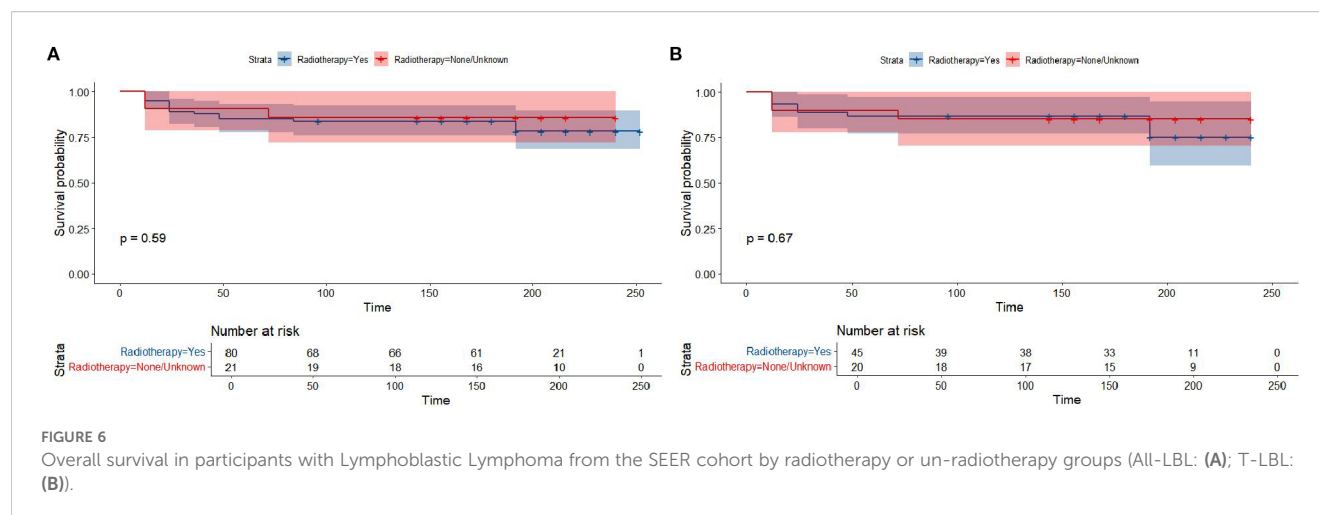 A
Strata Radiotherapy=Yes Radiotherapy=None/Unknown
Survival probability
1.00
0.75
0.50
0.25
0.00
p = 0.59
0 50 100 150 200 250
Time
Number at risk
Strata
Radiotherapy=Yes 80 68 66 61 21 1
Radiotherapy=None/Unknown 21 19 18 16 10 0
0 50 100 150 200 250
Time
B
Strata Radiotherapy=Yes Radiotherapy=None/Unknown
Survival probability
1.00
0.75
0.50
0.25
0.00
p = 0.67
0 50 100 150 200 250
Time
Number at risk
Strata
Radiotherapy=Yes 45 39 38 33 11 0
Radiotherapy=None/Unknown 20 18 17 15 9 0
0 50 100 150 200 250
Time
FIGURE 6
Overall survival in participants with Lymphoblastic Lymphoma from the SEER cohort by radiotherapy or un-radiotherapy groups (All-LBL: (A); T-LBL:
(B)).